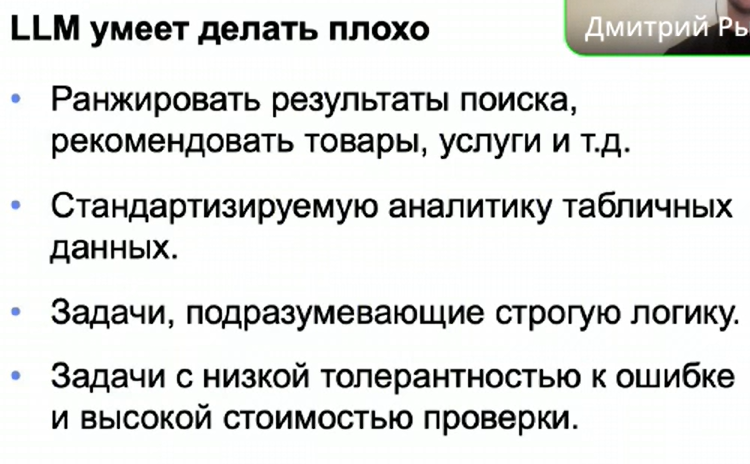 LLM умеет делать плохо
Дмитрий
Ранжировать результаты поиска,
рекомендовать товары, услуги и т.д.
Стандартизируемую аналитику табличных
данных.
Задачи, подразумевающие строгую логику.
Задачи с низкой толерантностью к ошибке
и высокой стоимостью проверки.